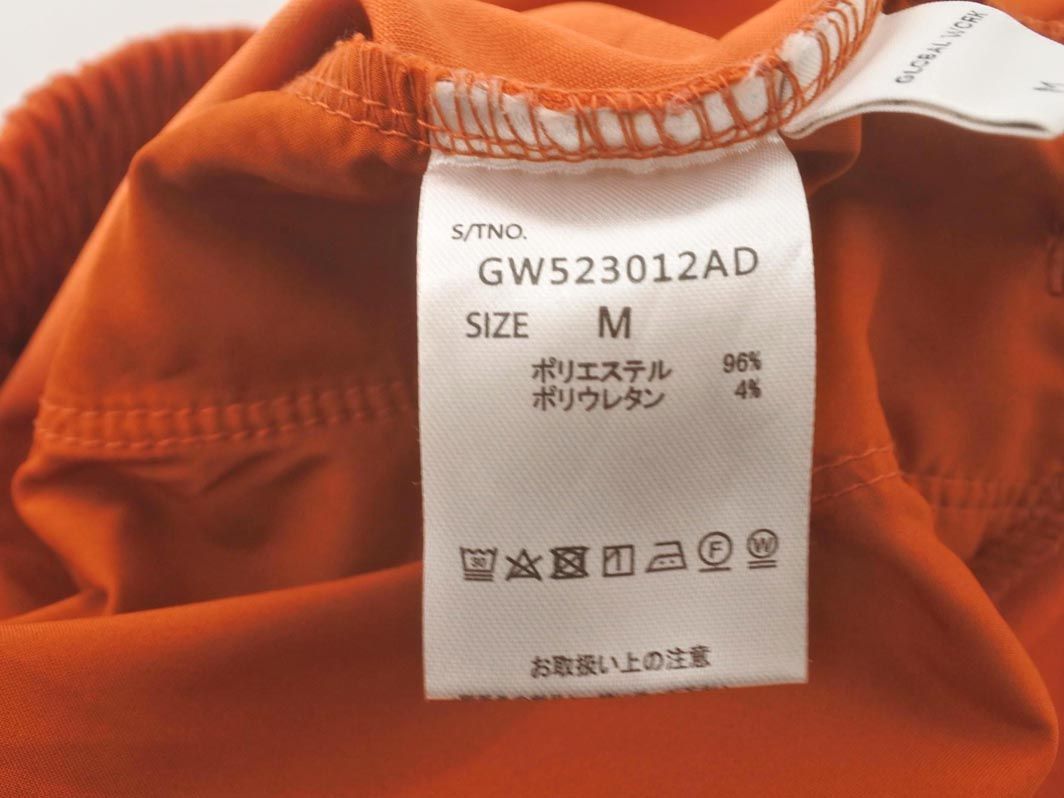 GLOBAL WORK
M
S/TNO.
GW523012AD
SIZE M
ポリエステル 96%
ポリウレタン 4%
30
F W
お取扱い上の注意